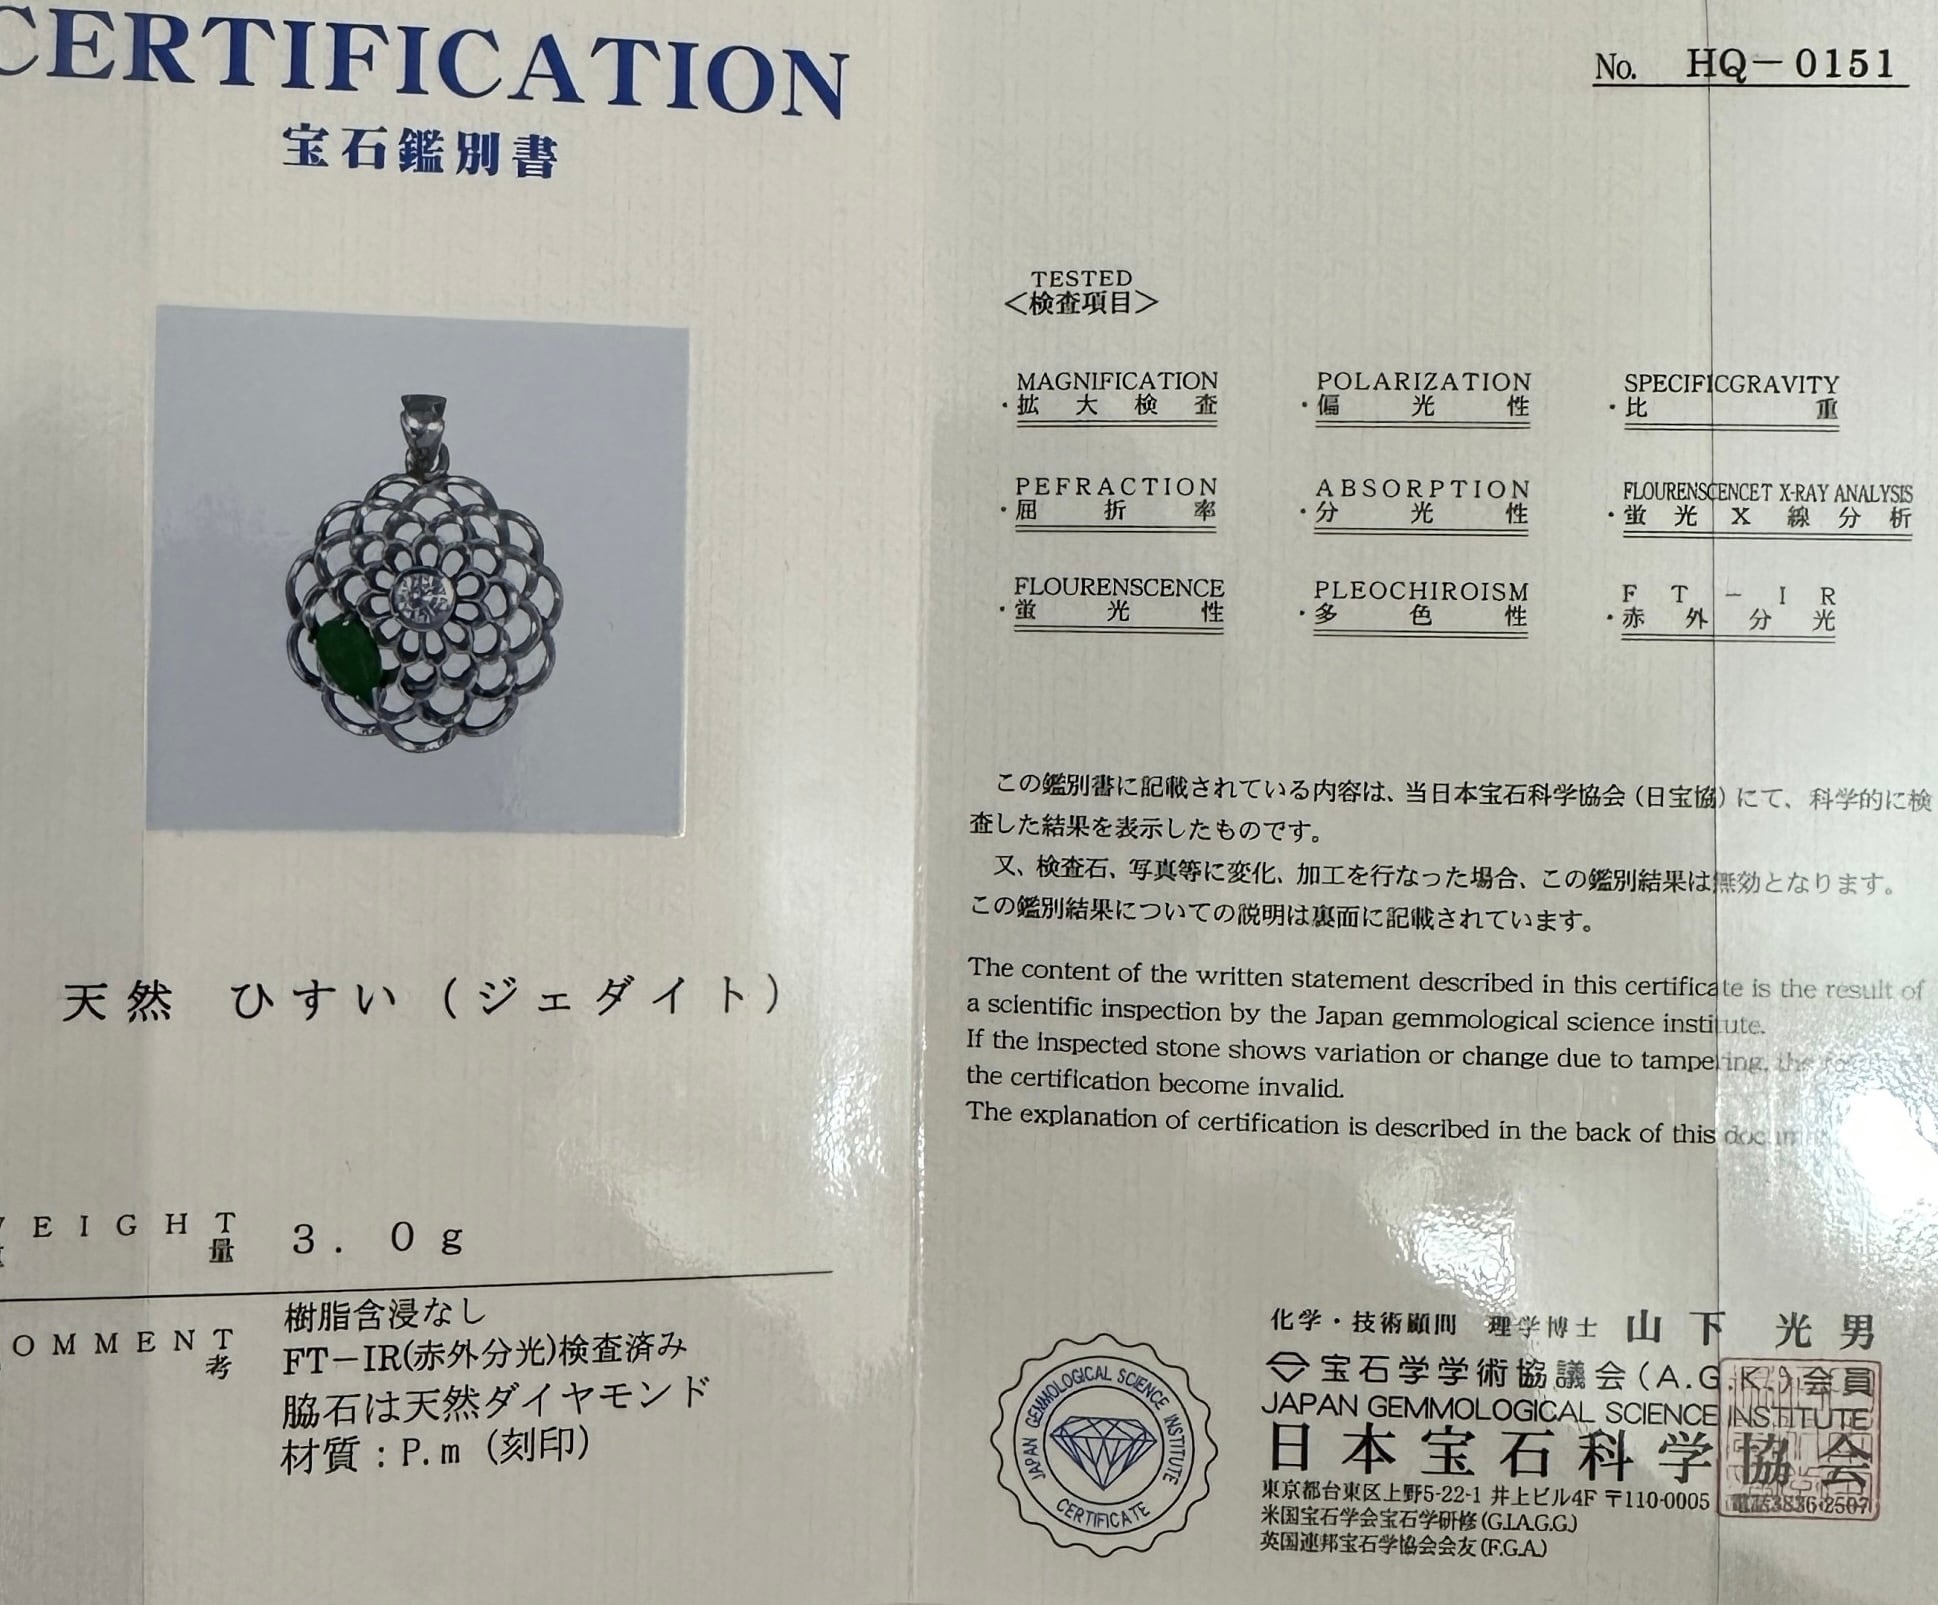 CERTIFICATION
宝石鑑別書
天然 ひすい (ジェダイト)
WEIGHT 3.0g
量
COMMENT 樹脂含浸なし
考
FT-IR(赤外分光)検査済み
脇石は天然ダイヤモンド
材質:P.m (刻印)
No. HQ-0151
TESTED
<検査項目>
MAGNIFICATION POLARIZATION SPECIFICGRAVITY
・拡大検査 ・偏光性 ・比重
PEFRACTION ABSORPTION FLOURENSCENCET X-RAY ANALYSIS
・屈折率 ・分光性 ・蛍光X線分析
FLOURENSCENCE PLEOCHIROISM FT-IR
・蛍光性 ・多色性 ・赤外分光
この鑑別書に記載されている内容は、当日本宝石科学協会(日宝協)にて、科学的に検
査した結果を表示したものです。
又、検査石、写真等に変化、加工を行なった場合、この鑑別結果は無効となります。
この鑑別結果についての説明は裏面に記載されています。
The content of the written statement described in this certificate is the result of
a scientific inspection by the Japan gemmological science institute.
If the inspected stone shows variation or change due to tampering, the
the certification become invalid.
The explanation of certification is described in the back of this
化学・技術顧問 理学博士 山下 光男
宝石学学術協議会(A.G.K.)会員
JAPAN GEMMOLOGICAL SCIENCE INSTITUTE
日本宝石科学協会
東京都台東区上野5-22-1 井上ビル4F 〒110-0005
米国宝石学会宝石学研修(G.I.A.G.G.)
英国連邦宝石学協会会友(F.G.A.)
JAPAN GEMMOLOGICAL SCIENCE INSTITUTE
CERTIFICATE